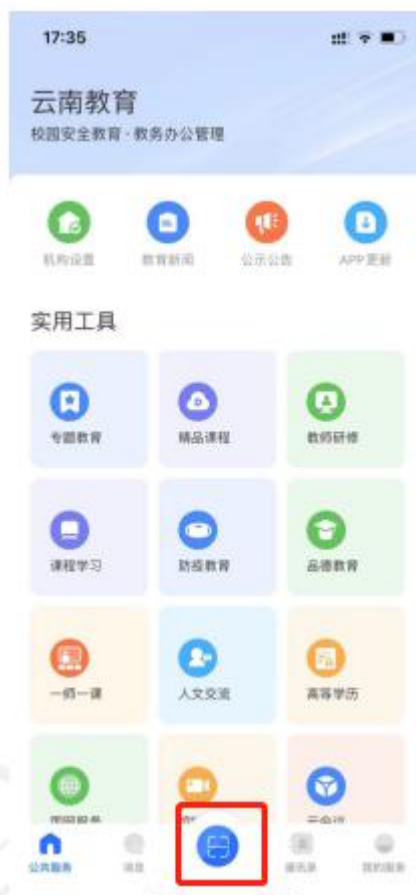 17:35
云南教育
校园安全教育·教务办公管理
机构设置 教育新闻 公示公告 APP更新
实用工具
专题教育 精品课程 教师研修
课程学习 防疫教育 品德教育
一师一课 人文交流 高等学历
公共服务 消息 通讯录 我的服务